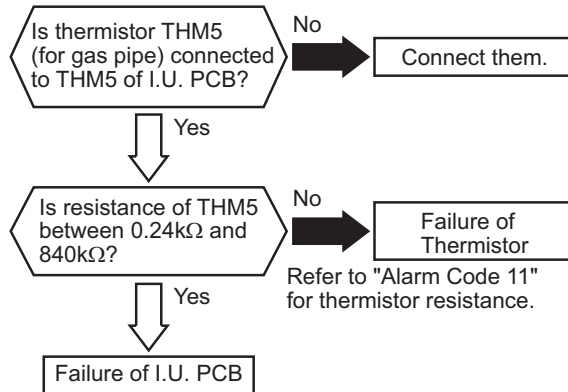 Is thermistor THM5
(for gas pipe) connected
to THM5 of I.U. PCB?
No
Connect them.
Yes
Is resistance of THM5
between 0.24kΩ and
840kΩ?
No
Failure of
Thermistor
Refer to "Alarm Code 11"
for thermistor resistance.
Yes
Failure of I.U. PCB